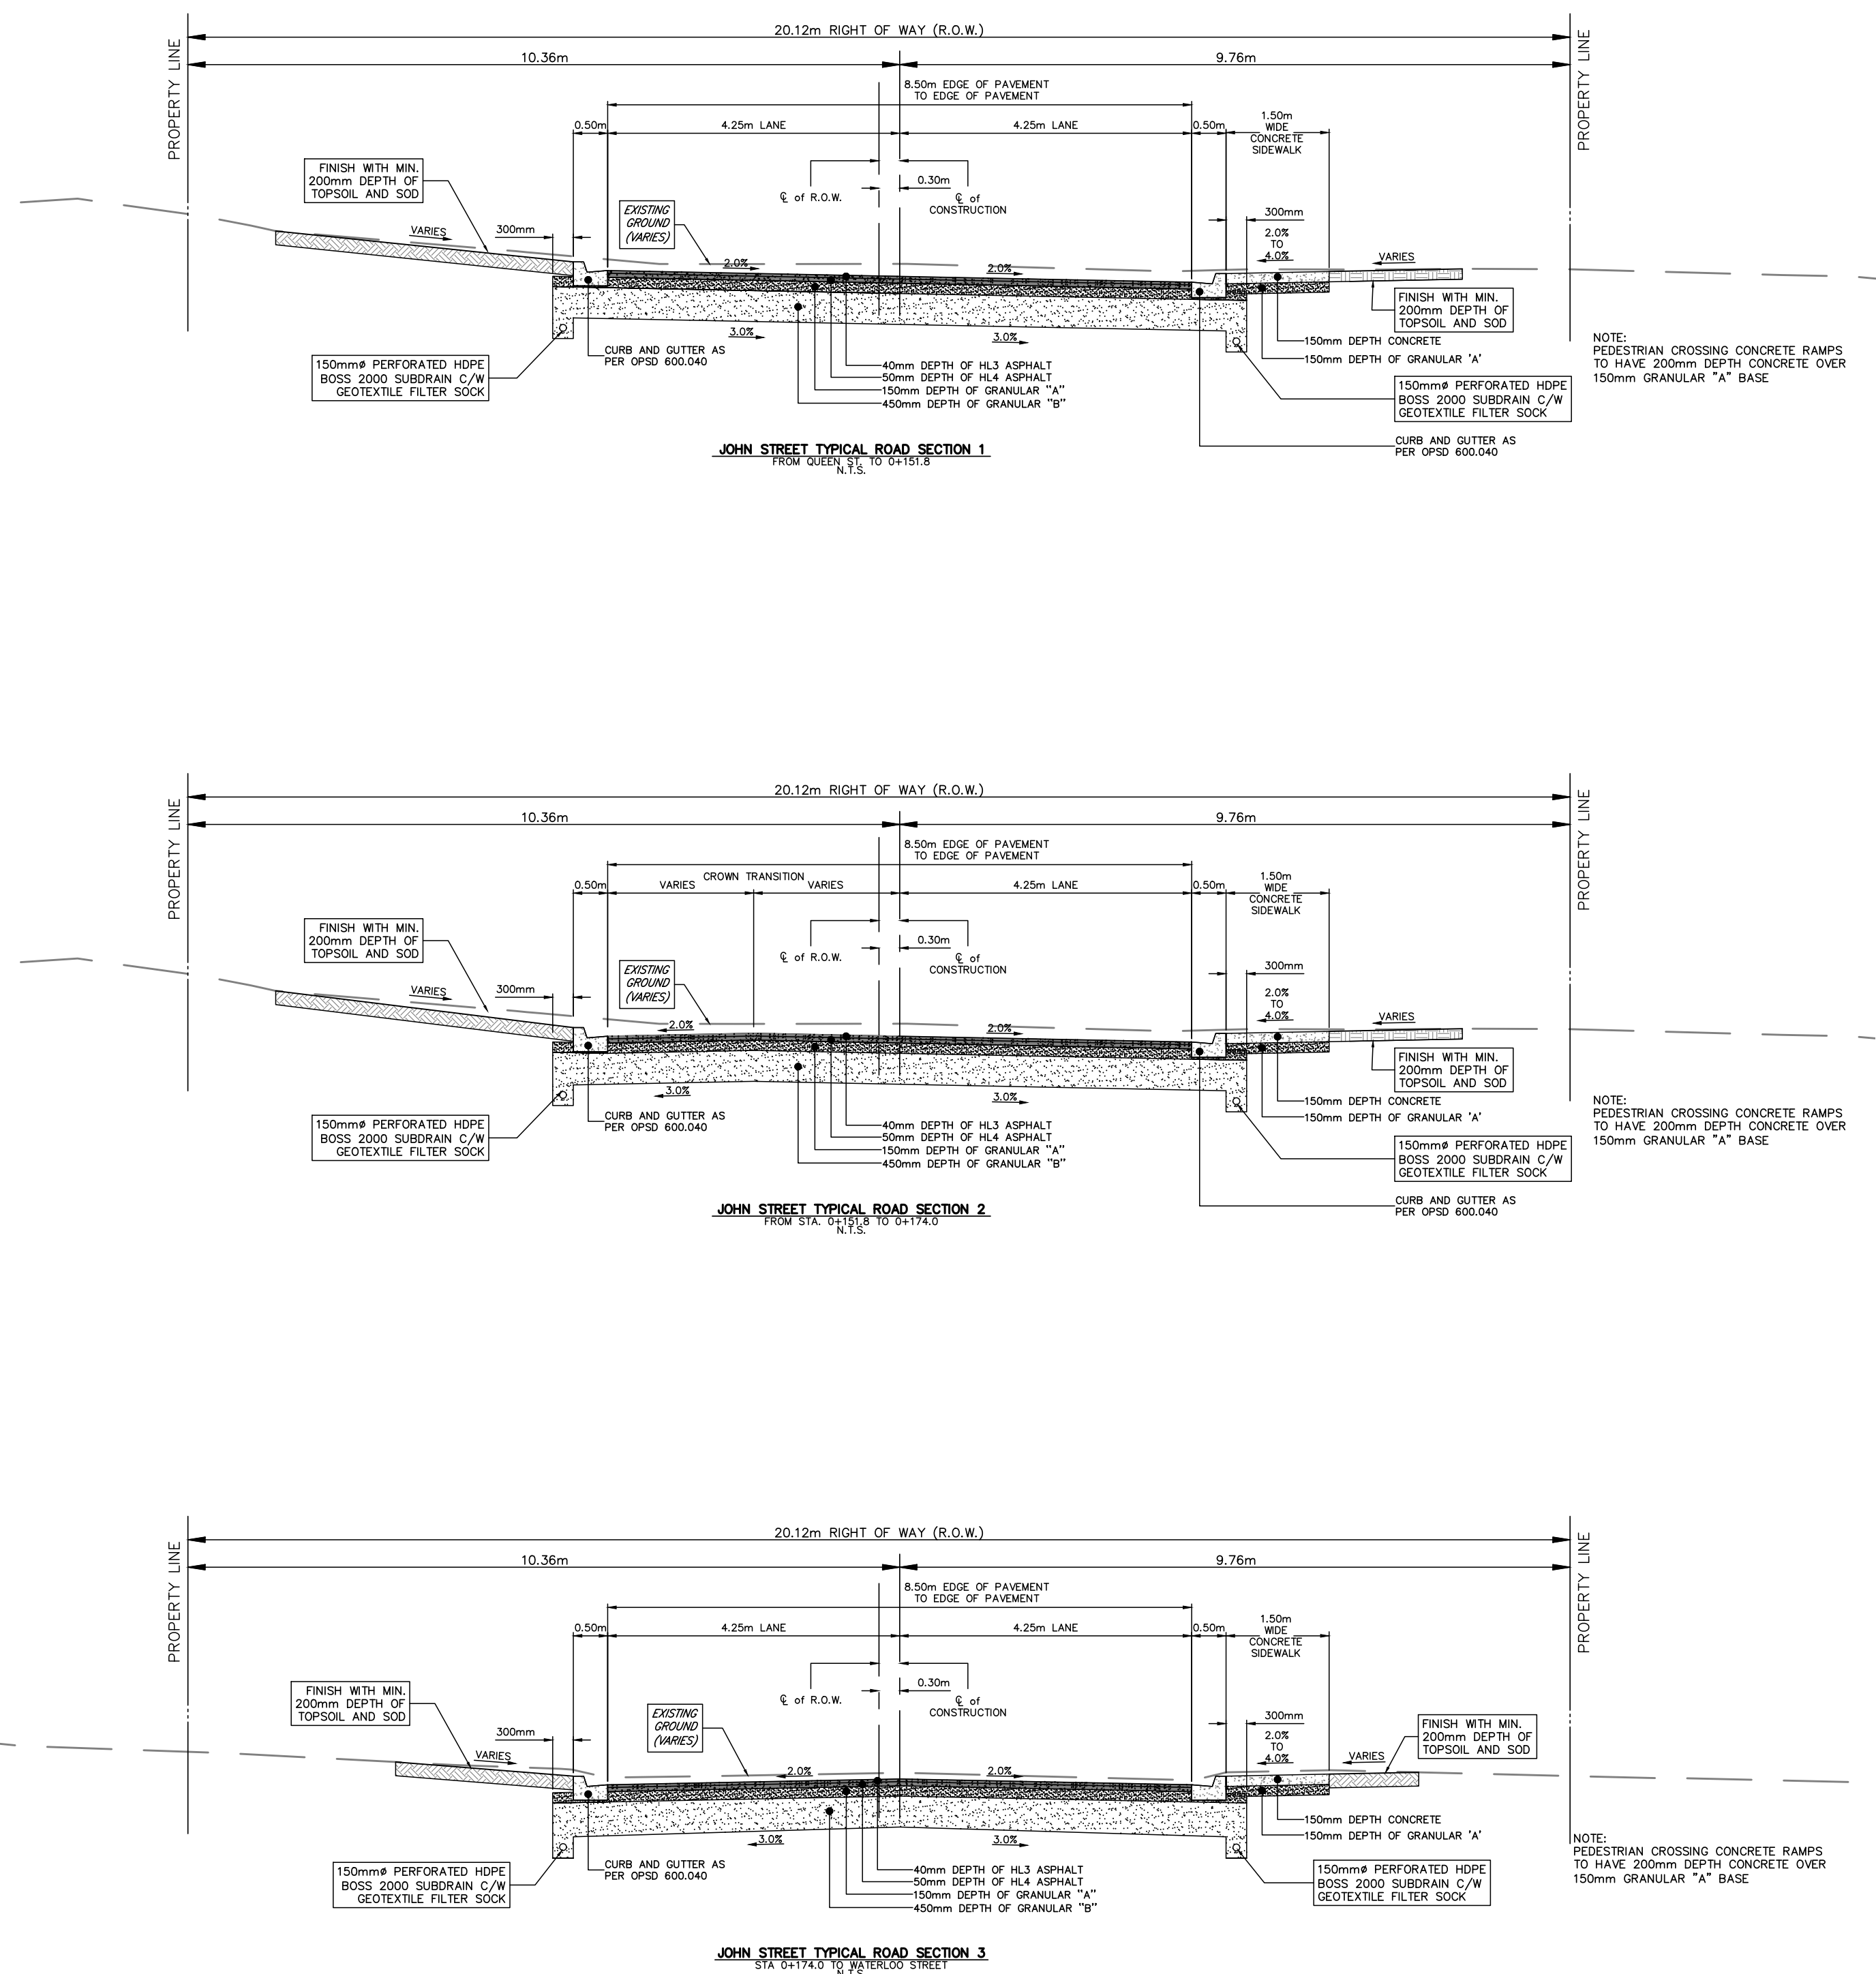 20.12m RIGHT OF WAY (R.O.W.)
PROPERTY LINE
PROPERTY LINE
10.36m
9.76m
8.50m EDGE OF PAVEMENT
TO EDGE OF PAVEMENT
0.50m
4.25m LANE
4.25m LANE
0.50m
1.50m
WIDE
CONCRETE
SIDEWALK
FINISH WITH MIN.
200mm DEPTH OF
TOPSOIL AND SOD
℄ of R.O.W.
0.30m
℄ of
CONSTRUCTION
EXISTING
GROUND
(VARIES)
VARIES
300mm
300mm
2.0%
TO
4.0%
VARIES
2.0%
2.0%
FINISH WITH MIN.
200mm DEPTH OF
TOPSOIL AND SOD
3.0%
3.0%
150mmø PERFORATED HDPE
BOSS 2000 SUBDRAIN C/W
GEOTEXTILE FILTER SOCK
CURB AND GUTTER AS
PER OPSD 600.040
40mm DEPTH OF HL3 ASPHALT
50mm DEPTH OF HL4 ASPHALT
150mm DEPTH OF GRANULAR "A"
450mm DEPTH OF GRANULAR "B"
150mm DEPTH CONCRETE
150mm DEPTH OF GRANULAR 'A'
150mmø PERFORATED HDPE
BOSS 2000 SUBDRAIN C/W
GEOTEXTILE FILTER SOCK
CURB AND GUTTER AS
PER OPSD 600.040
NOTE:
PEDESTRIAN CROSSING CONCRETE RAMPS
TO HAVE 200mm DEPTH CONCRETE OVER
150mm GRANULAR "A" BASE
JOHN STREET TYPICAL ROAD SECTION 1
FROM QUEEN ST. TO 0+151.8
N.T.S.
20.12m RIGHT OF WAY (R.O.W.)
PROPERTY LINE
PROPERTY LINE
10.36m
9.76m
8.50m EDGE OF PAVEMENT
TO EDGE OF PAVEMENT
CROWN TRANSITION
0.50m
VARIES
VARIES
4.25m LANE
0.50m
1.50m
WIDE
CONCRETE
SIDEWALK
FINISH WITH MIN.
200mm DEPTH OF
TOPSOIL AND SOD
℄ of R.O.W.
0.30m
℄ of
CONSTRUCTION
EXISTING
GROUND
(VARIES)
VARIES
300mm
300mm
2.0%
TO
4.0%
VARIES
2.0%
2.0%
FINISH WITH MIN.
200mm DEPTH OF
TOPSOIL AND SOD
3.0%
3.0%
150mmø PERFORATED HDPE
BOSS 2000 SUBDRAIN C/W
GEOTEXTILE FILTER SOCK
CURB AND GUTTER AS
PER OPSD 600.040
40mm DEPTH OF HL3 ASPHALT
50mm DEPTH OF HL4 ASPHALT
150mm DEPTH OF GRANULAR "A"
450mm DEPTH OF GRANULAR "B"
150mm DEPTH CONCRETE
150mm DEPTH OF GRANULAR 'A'
150mmø PERFORATED HDPE
BOSS 2000 SUBDRAIN C/W
GEOTEXTILE FILTER SOCK
CURB AND GUTTER AS
PER OPSD 600.040
NOTE:
PEDESTRIAN CROSSING CONCRETE RAMPS
TO HAVE 200mm DEPTH CONCRETE OVER
150mm GRANULAR "A" BASE
JOHN STREET TYPICAL ROAD SECTION 2
FROM STA. 0+151.8 TO 0+174.0
N.T.S.
20.12m RIGHT OF WAY (R.O.W.)
PROPERTY LINE
PROPERTY LINE
10.36m
9.76m
8.50m EDGE OF PAVEMENT
TO EDGE OF PAVEMENT
0.50m
4.25m LANE
4.25m LANE
0.50m
1.50m
WIDE
CONCRETE
SIDEWALK
FINISH WITH MIN.
200mm DEPTH OF
TOPSOIL AND SOD
℄ of R.O.W.
0.30m
℄ of
CONSTRUCTION
EXISTING
GROUND
(VARIES)
VARIES
300mm
300mm
2.0%
TO
4.0%
VARIES
FINISH WITH MIN.
200mm DEPTH OF
TOPSOIL AND SOD
2.0%
2.0%
3.0%
3.0%
150mmø PERFORATED HDPE
BOSS 2000 SUBDRAIN C/W
GEOTEXTILE FILTER SOCK
CURB AND GUTTER AS
PER OPSD 600.040
40mm DEPTH OF HL3 ASPHALT
50mm DEPTH OF HL4 ASPHALT
150mm DEPTH OF GRANULAR "A"
450mm DEPTH OF GRANULAR "B"
150mm DEPTH CONCRETE
150mm DEPTH OF GRANULAR 'A'
150mmø PERFORATED HDPE
BOSS 2000 SUBDRAIN C/W
GEOTEXTILE FILTER SOCK
NOTE:
PEDESTRIAN CROSSING CONCRETE RAMPS
TO HAVE 200mm DEPTH CONCRETE OVER
150mm GRANULAR "A" BASE
JOHN STREET TYPICAL ROAD SECTION 3
STA 0+174.0 TO WATERLOO STREET
N.T.S.